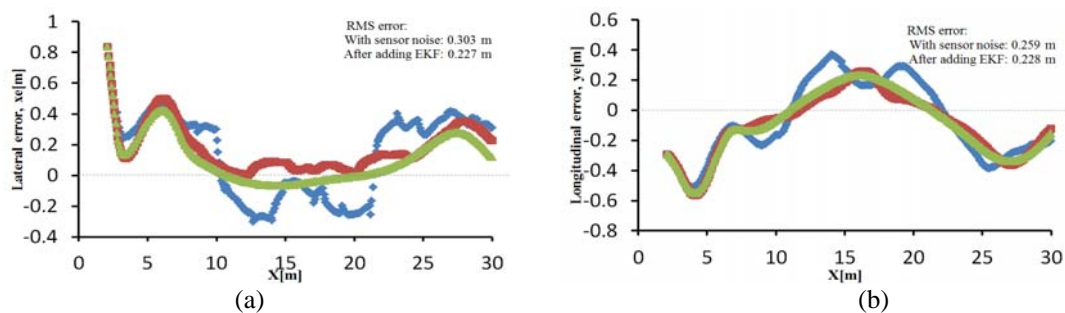 RMS error:
With sensor noise: 0.303 m
After adding EKF: 0.227 m
Lateral error, xe[m]
1
0.8
0.6
0.4
0.2
0
-0.2
-0.4
0 5 10 15 20 25 30
X[m]
(a)
RMS error:
With sensor noise: 0.259 m
After adding EKF: 0.228 m
Longitudinal error, ye[m]
0.6
0.4
0.2
0
-0.2
-0.4
-0.6
-0.8
0 5 10 15 20 25 30
X[m]
(b)